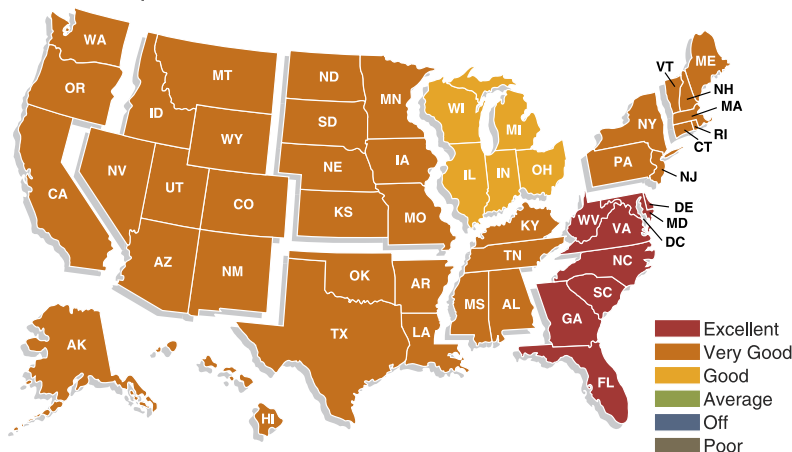 WA
OR
CA
NV
ID
MT
WY
UT
CO
AZ
NM
ND
SD
NE
KS
MN
IA
MO
OK
AR
TX
LA
WI
MI
IL
IN
OH
KY
TN
MS
AL
VT
ME
NH
MA
RI
CT
NY
PA
NJ
DE
MD
DC
WV
VA
NC
SC
GA
FL
AK
HI
Excellent
Very Good
Good
Average
Off
Poor